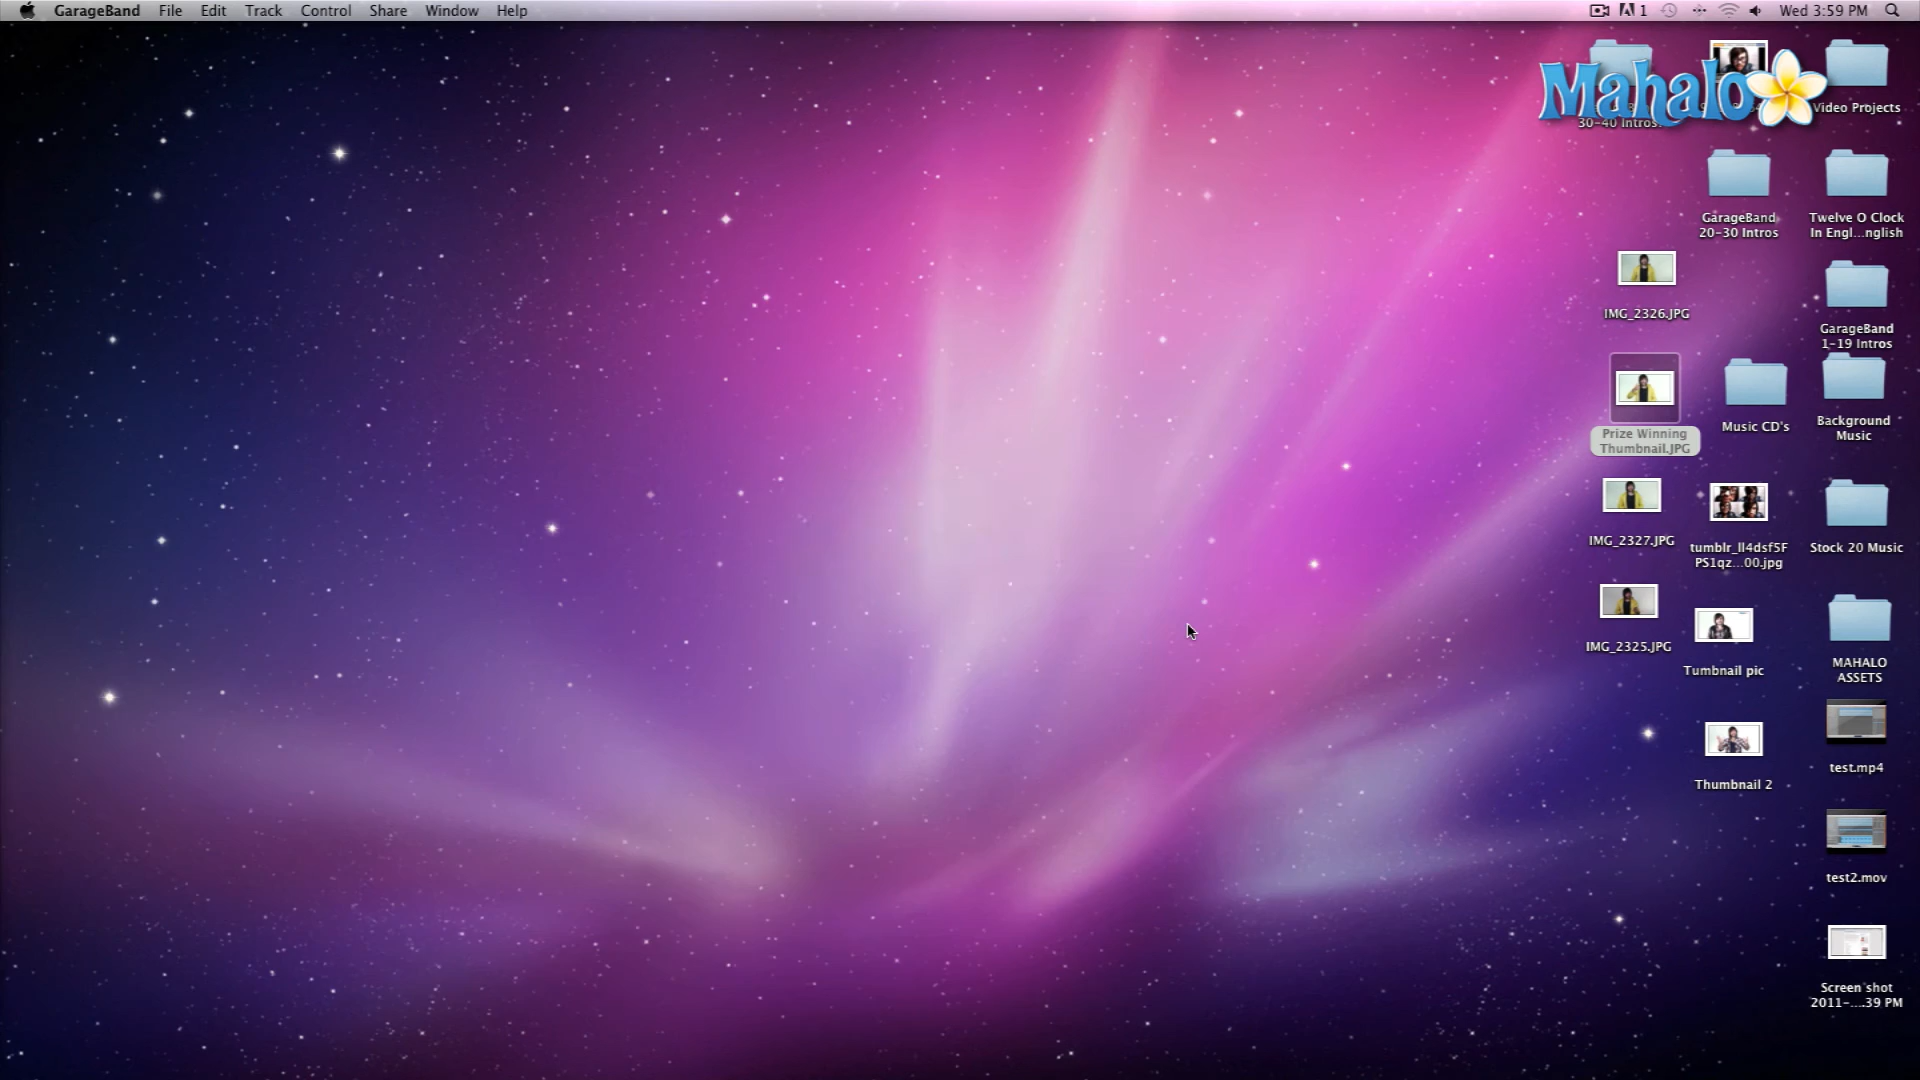 GarageBand File Edit Track Control Share Window Help
1 Wed 3:59 PM
Mahalo
30-40 Intros
Video Projects
GarageBand
20-30 Intros
Twelve O Clock
In Engl...nglish
IMG_2326.JPG
GarageBand
1-19 Intros
Prize Winning
Thumbnail.JPG
Music CD's
Background
Music
IMG_2327.JPG
tumblr_ll4dsf5F
PS1qz...00.jpg
Stock 20 Music
IMG_2325.JPG
Tumbnail pic
MAHALO
ASSETS
Thumbnail 2
test.mp4
test2.mov
Screen shot
2011-....39 PM